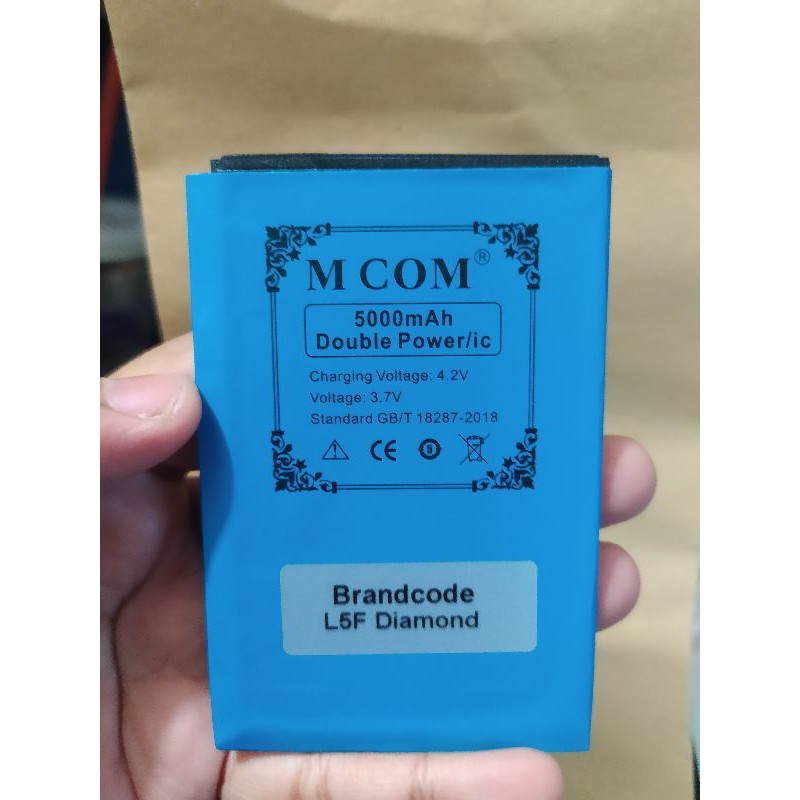 M COM®
5000mAh
Double Power/ic
Charging Voltage: 4.2V
Voltage: 3.7V
Standard GB/T 18287-2018
CE
Brandcode
L5F Diamond